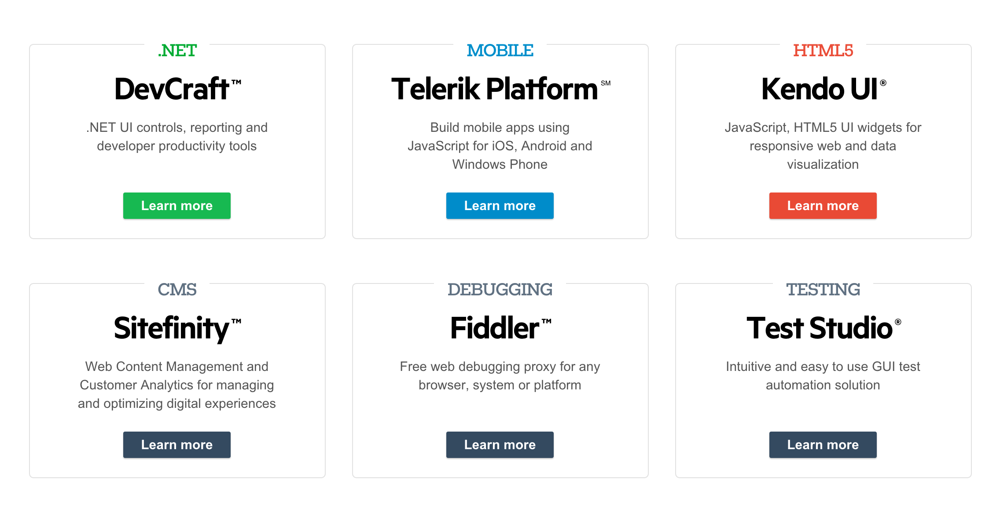 .NET
DevCraft™
.NET UI controls, reporting and
developer productivity tools
Learn more
MOBILE
Telerik Platform℠
Build mobile apps using
JavaScript for iOS, Android and
Windows Phone
Learn more
HTML5
Kendo UI®
JavaScript, HTML5 UI widgets for
responsive web and data
visualization
Learn more
CMS
Sitefinity™
Web Content Management and
Customer Analytics for managing
and optimizing digital experiences
Learn more
DEBUGGING
Fiddler™
Free web debugging proxy for any
browser, system or platform
Learn more
TESTING
Test Studio®
Intuitive and easy to use GUI test
automation solution
Learn more